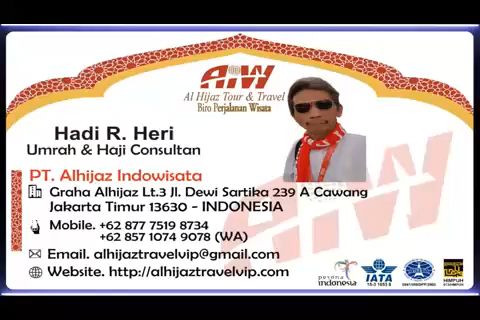 AIW
Al Hijaz Tour & Travel
Biro Perjalanan Wisata
Hadi R. Heri
Umrah & Haji Consultan
PT. Alhijaz Indowisata
Graha Alhijaz Lt.3 Jl. Dewi Sartika 239 A Cawang
Jakarta Timur 13630 - INDONESIA
Mobile. +62 877 7519 8734
+62 857 1074 9078 (WA)
Email. alhijaztravelvip@gmail.com
Website. http://alhijaztravelvip.com
pesona
indonesia
IATA
HIMPUH